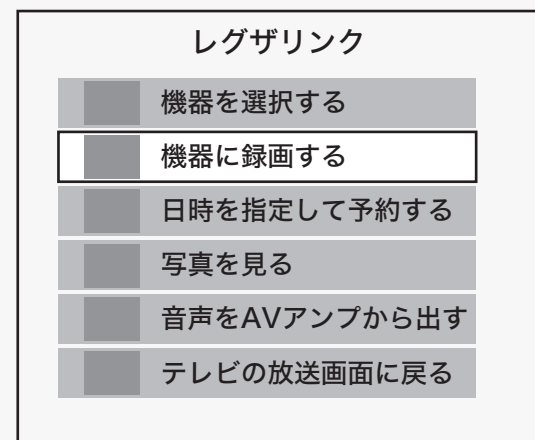 レグザリンク
機器を選択する
機器に録画する
日時を指定して予約する
写真を見る
音声をAVアンプから出す
テレビの放送画面に戻る